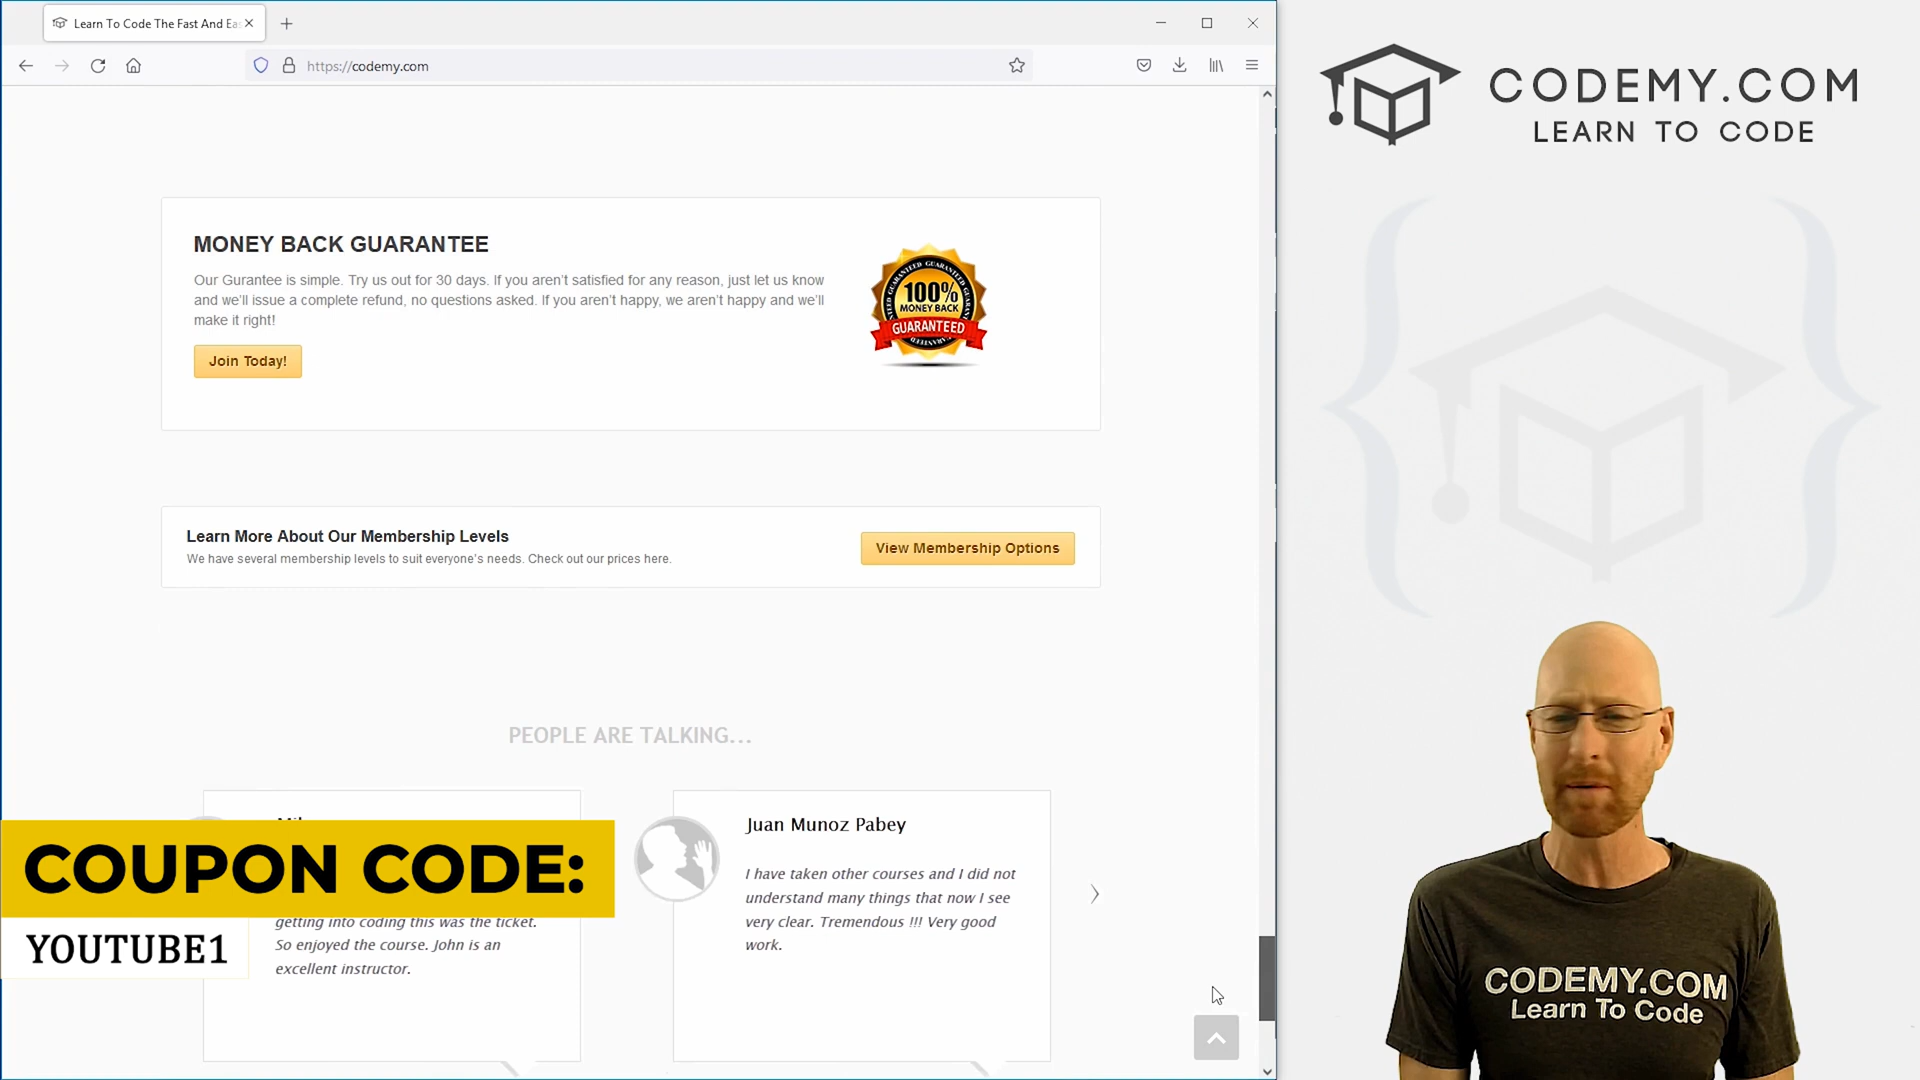 Learn To Code The Fast And Ea
https://codemy.com
CODEMY.COM
LEARN TO CODE
MONEY BACK GUARANTEE
Our Gurantee is simple. Try us out for 30 days. If you aren't satisfied for any reason, just let us know
and we'll issue a complete refund, no questions asked. If you aren't happy, we aren't happy and we'll
make it right!
Join Today!
100%
MONEY BACK
GUARANTEED
Learn More About Our Membership Levels
We have several membership levels to suit everyone's needs. Check out our prices here.
View Membership Options
PEOPLE ARE TALKING...
COUPON CODE:
YOUTUBE1
getting into coding this was the ticket.
So enjoyed the course. John is an
excellent instructor.
Juan Munoz Pabey
I have taken other courses and I did not
understand many things that now I see
very clear. Tremendous !!! Very good
work.
CODEMY.COM
Learn To Code